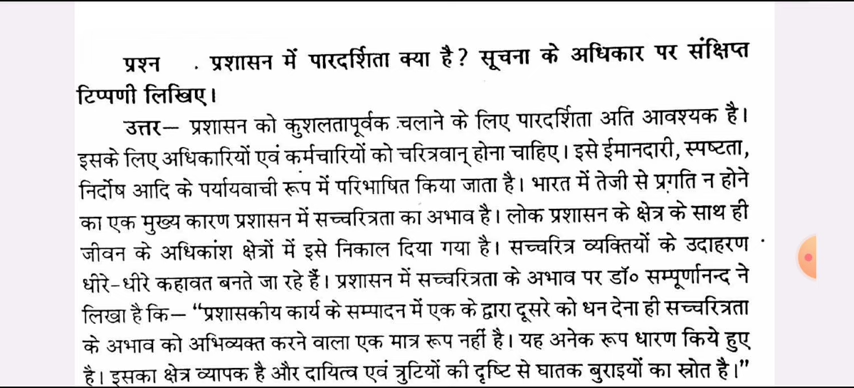 प्रश्न . प्रशासन में पारदर्शिता क्या है? सूचना के अधिकार पर संक्षिप्त
टिप्पणी लिखिए।
उत्तर— प्रशासन को कुशलतापूर्वक चलाने के लिए पारदर्शिता अति आवश्यक है।
इसके लिए अधिकारियों एवं कर्मचारियों को चरित्रवान् होना चाहिए। इसे ईमानदारी, स्पष्टता,
निर्दोष आदि के पर्यायवाची रूप में परिभाषित किया जाता है। भारत में तेजी से प्रगति न होने
का एक मुख्य कारण प्रशासन में सच्चरित्रता का अभाव है। लोक प्रशासन के क्षेत्र के साथ ही
जीवन के अधिकांश क्षेत्रों में इसे निकाल दिया गया है। सच्चरित्र व्यक्तियों के उदाहरण
धीरे-धीरे कहावत बनते जा रहे हैं। प्रशासन में सच्चरित्रता के अभाव पर डॉ० सम्पूर्णानन्द ने
लिखा है कि— “प्रशासकीय कार्य के सम्पादन में एक के द्वारा दूसरे को धन देना ही सच्चरित्रता
के अभाव को अभिव्यक्त करने वाला एक मात्र रूप नहीं है। यह अनेक रूप धारण किये हुए
है। इसका क्षेत्र व्यापक है और दायित्व एवं त्रुटियों की दृष्टि से घातक बुराइयों का स्रोत है।”